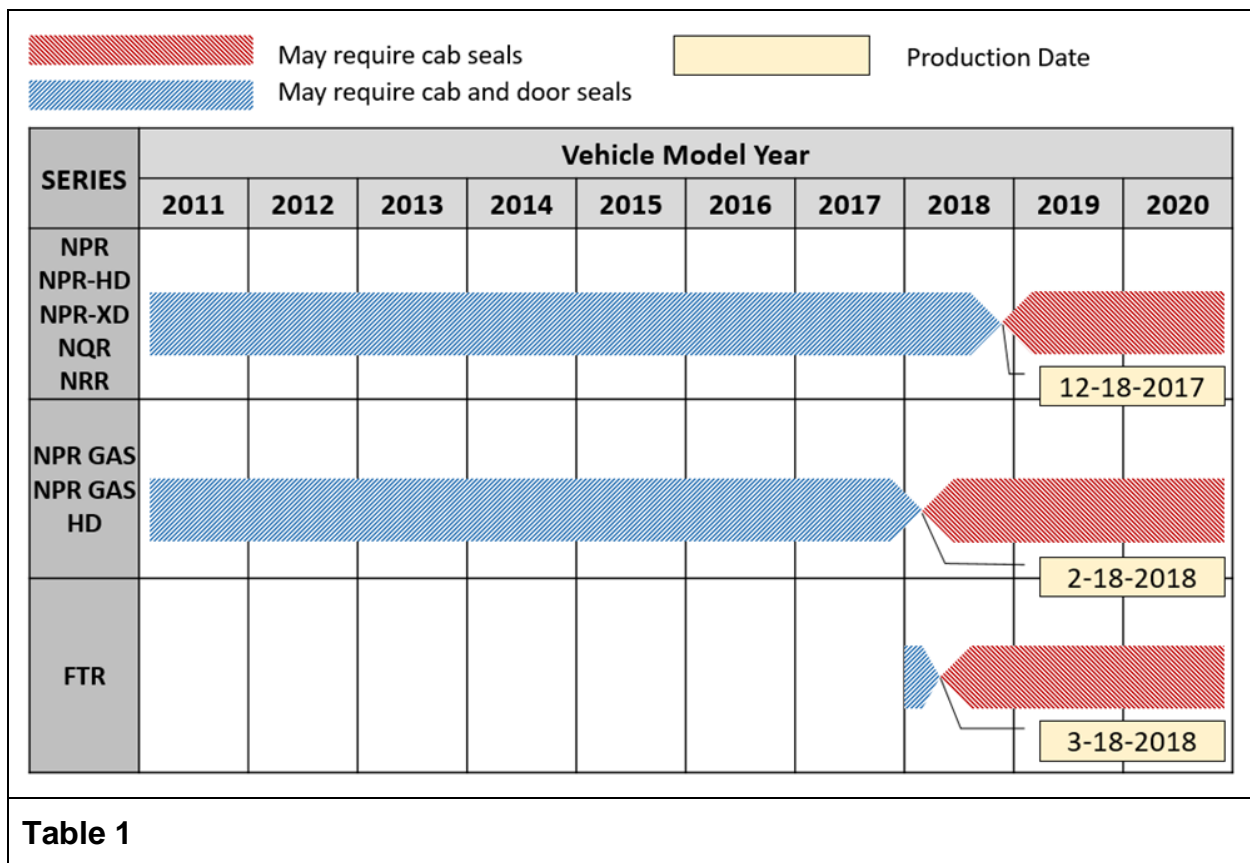 May require cab seals
Production Date
May require cab and door seals
SERIES
Vehicle Model Year
2011 2012 2013 2014 2015 2016 2017 2018 2019 2020
NPR
NPR-HD
NPR-XD
NQR
NRR
12-18-2017
NPR GAS
NPR GAS
HD
2-18-2018
FTR
3-18-2018
Table 1